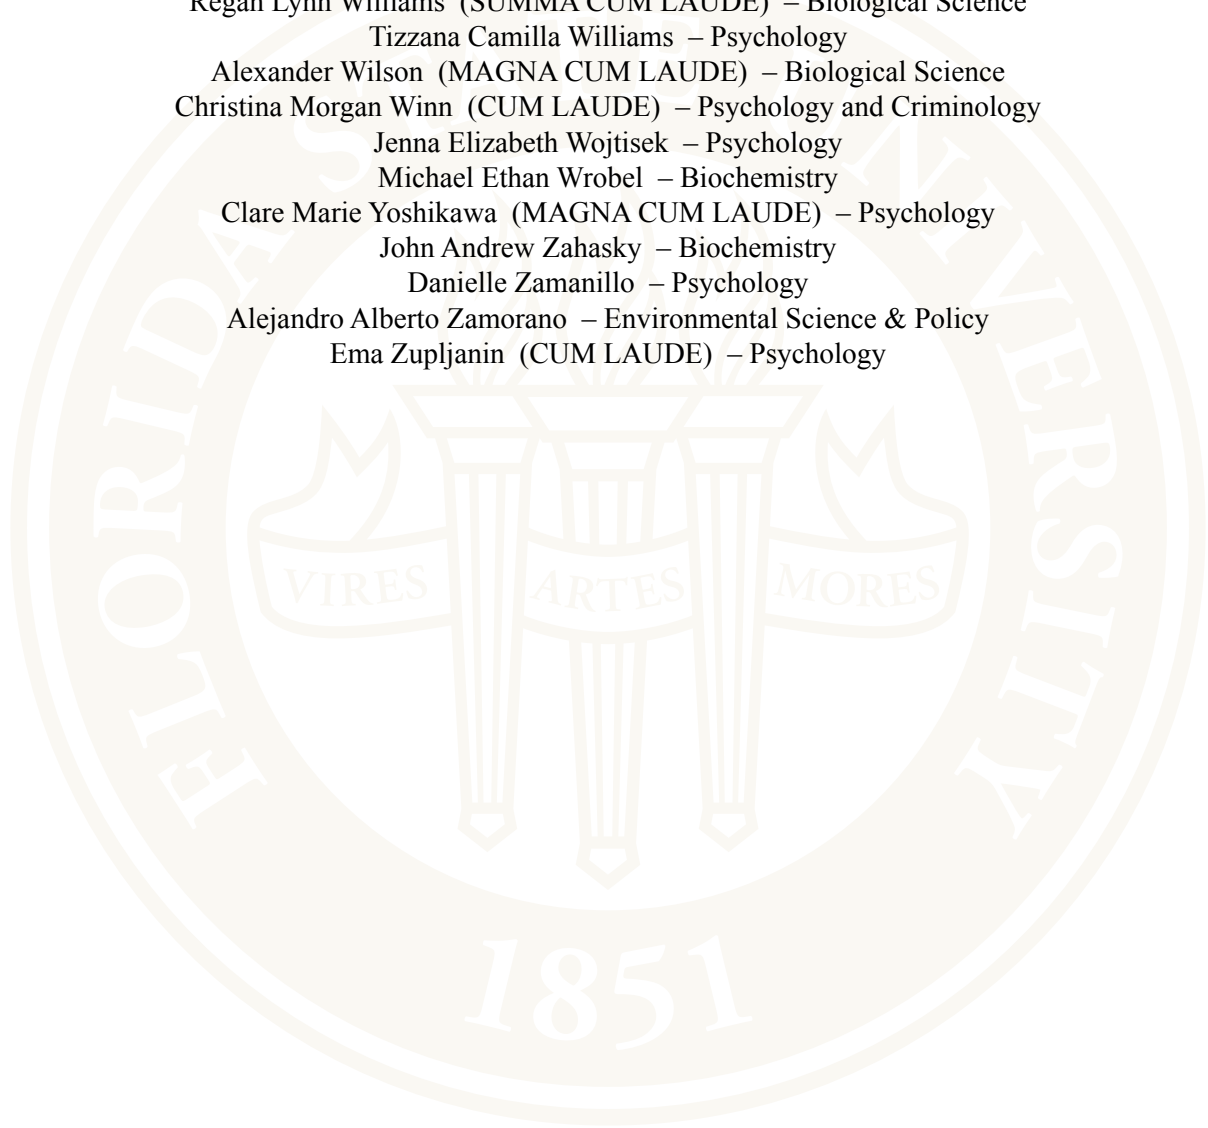 Regan Lynn Williams (SUMMA CUM LAUDE) – Biological Science
Tizzana Camilla Williams – Psychology
Alexander Wilson (MAGNA CUM LAUDE) – Biological Science
Christina Morgan Winn (CUM LAUDE) – Psychology and Criminology
Jenna Elizabeth Wojtisek – Psychology
Michael Ethan Wrobel – Biochemistry
Clare Marie Yoshikawa (MAGNA CUM LAUDE) – Psychology
John Andrew Zahasky – Biochemistry
Danielle Zamanillo – Psychology
Alejandro Alberto Zamorano – Environmental Science & Policy
Ema Zupljanin (CUM LAUDE) – Psychology
FLORIDA STATE UNIVERSITY
VIRES ARTES MORES
1851